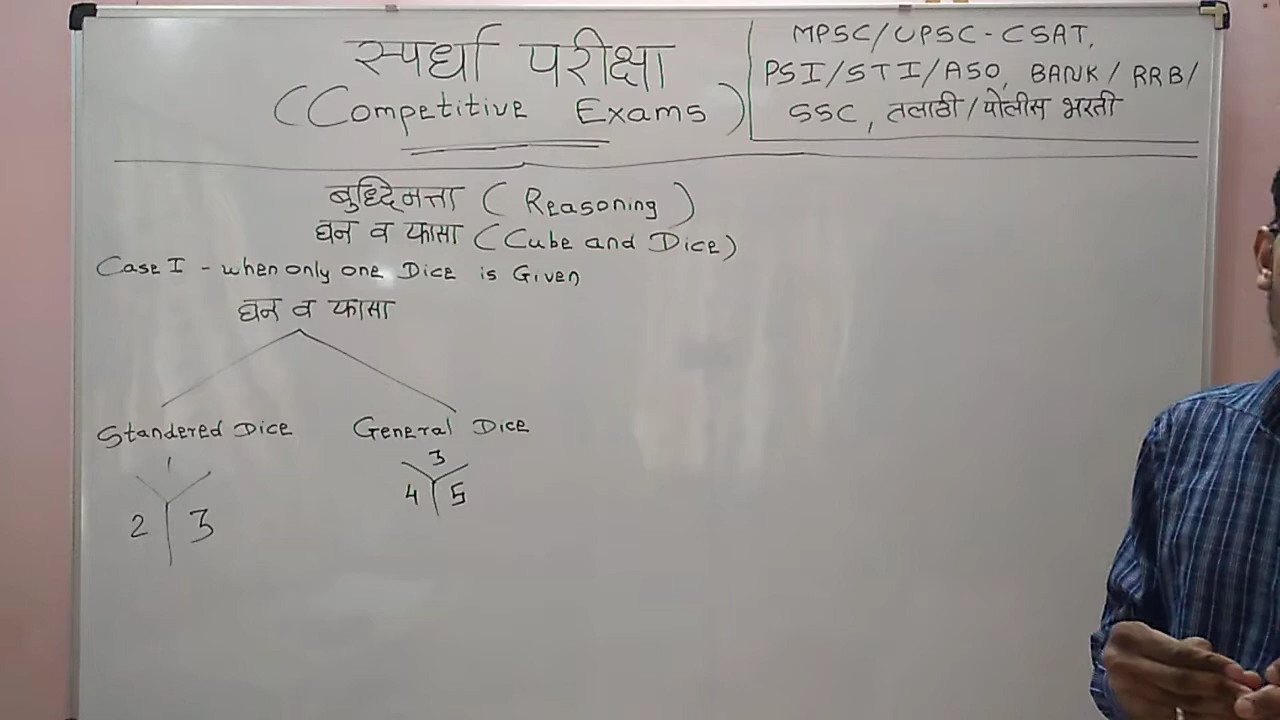 स्पर्धा परीक्षा
(Competitive Exams)
MPSC/UPSC-CSAT,
PSI/STI/ASO, BANK/RRB/
SSC, तलाठी/पोलीस भरती
बुध्दिमत्ता (Reasoning)
घन व फासा (Cube and Dice)
Case I - when only one Dice is Given
घन व फासा
Standered Dice
General Dice
1
2 3
3
4 5